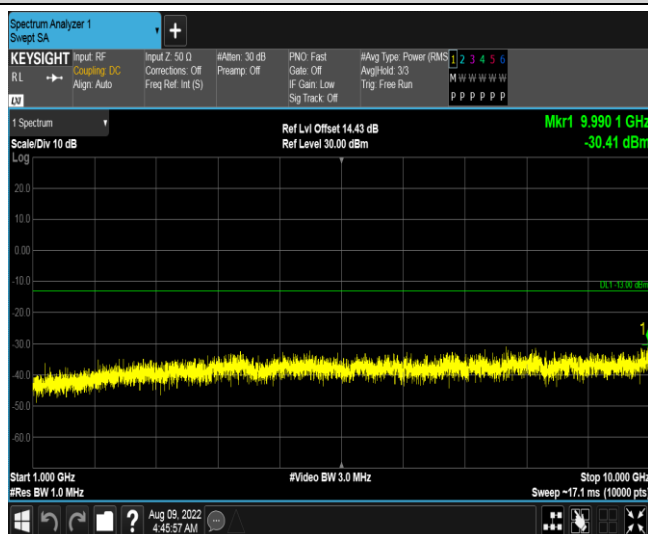 Spectrum Analyzer 1
Swept SA
+
KEYSIGHT
RL
LXI
Input: RF
Coupling: DC
Align: Auto
Input Z: 50 Ω
Corrections: Off
Freq Ref: Int (S)
#Atten: 30 dB
Preamp: Off
PNO: Fast
Gate: Off
IF Gain: Low
Sig Track: Off
#Avg Type: Power (RMS
Avg|Hold: 3/3
Trig: Free Run
1 2 3 4 5 6
M W W W W W
P P P P P P
1 Spectrum
Scale/Div 10 dB
Log
Ref Lvl Offset 14.43 dB
Ref Level 30.00 dBm
Mkr1 9.990 1 GHz
-30.41 dBm
20.0
10.0
0.00
-10.0
DL1 -13.00 dBm
-20.0
1
-30.0
-40.0
-50.0
-60.0
Start 1.000 GHz
#Res BW 1.0 MHz
#Video BW 3.0 MHz
Stop 10.000 GHz
Sweep ~17.1 ms (10000 pts)
?
Aug 09, 2022
4:45:57 AM